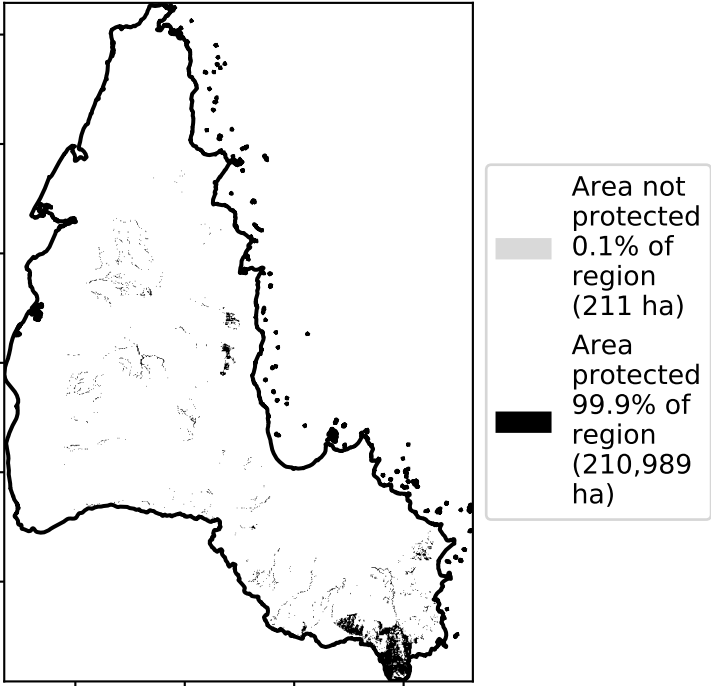 Area not
protected
0.1% of
region
(211 ha)
Area
protected
99.9% of
region
(210,989
ha)